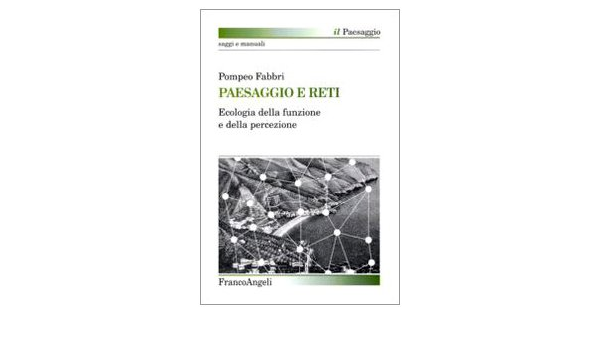 il Paesaggio
saggi e manuali
Pompeo Fabbri
PAESAGGIO E RETI
Ecologia della funzione
e della percezione
FrancoAngeli